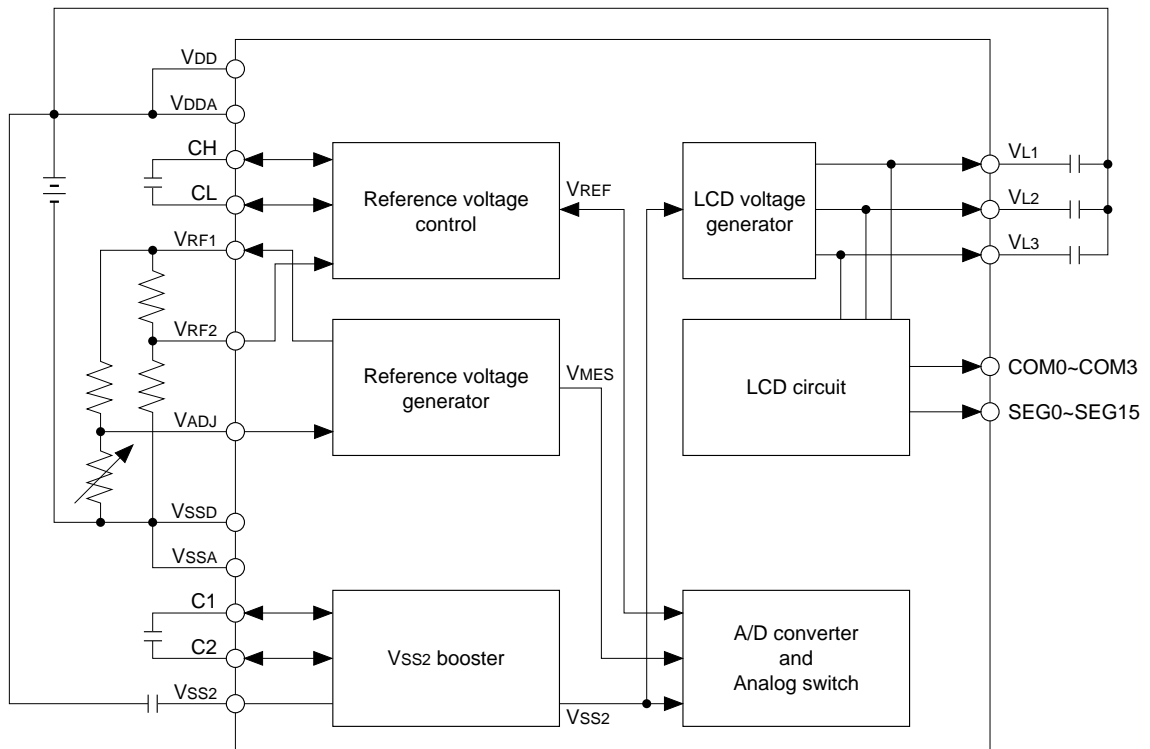 VDD
VDDA
CH
CL
VRF1
VRF2
VADJ
VSSD
VSSA
C1
C2
VSS2
Reference voltage
control
VREF
Reference voltage
generator
VMES
VSS2 booster
VSS2
LCD voltage
generator
VL1
VL2
VL3
LCD circuit
COM0~COM3
SEG0~SEG15
A/D converter
and
Analog switch